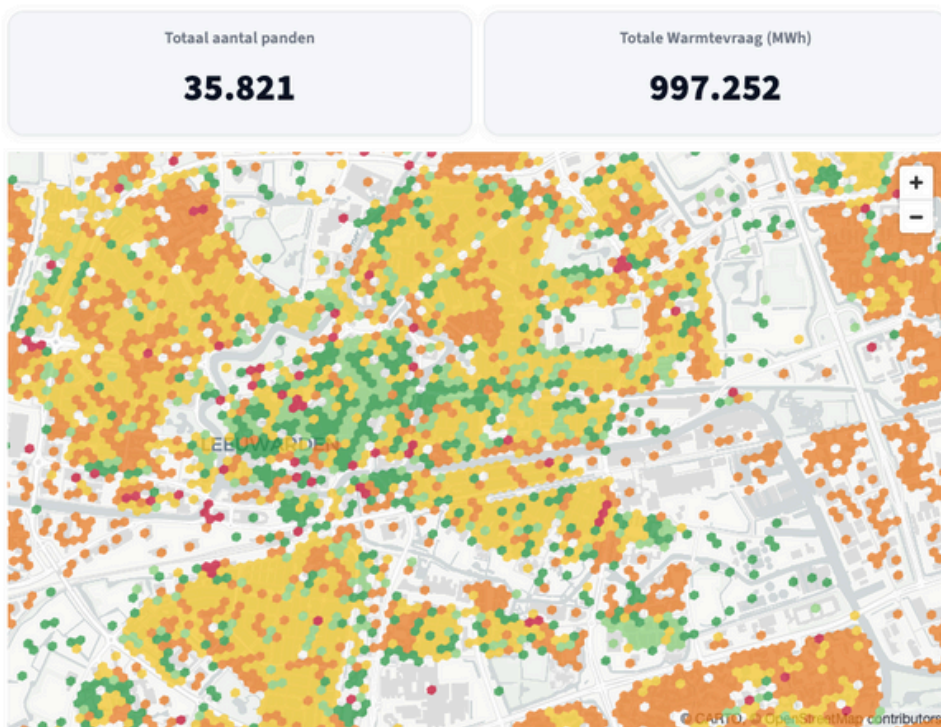 Totaal aantal panden
35.821
Totale Warmtevraag (MWh)
997.252
+
−
LEEUWARDEN
© CARTO, © OpenStreetMap contributors